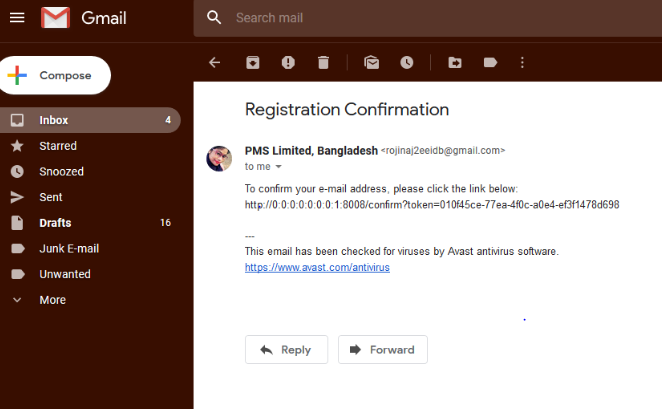 Gmail
Search mail
Compose
Inbox 4
Starred
Snoozed
Sent
Drafts 16
Junk E-mail
Unwanted
More
Registration Confirmation
PMS Limited, Bangladesh <rojinaj2eeidb@gmail.com>
to me
To confirm your e-mail address, please click the link below:
http://0:0:0:0:0:0:0:1:8008/confirm?token=010f45ce-77ea-4f0c-a0e4-ef3f1478d698
---
This email has been checked for viruses by Avast antivirus software.
https://www.avast.com/antivirus
Reply
Forward